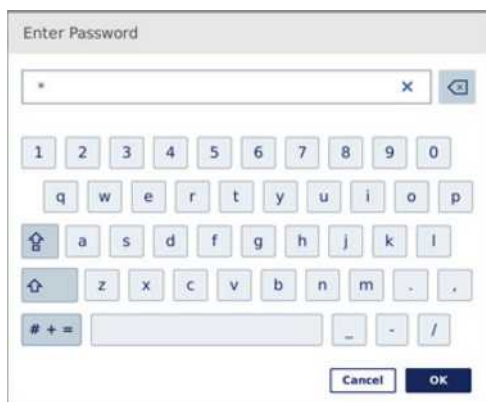 Enter Password
*
1 2 3 4 5 6 7 8 9 0
q w e r t y u i o p
a s d f g h j k l
z x c v b n m . ,
# + = _ - /
Cancel OK